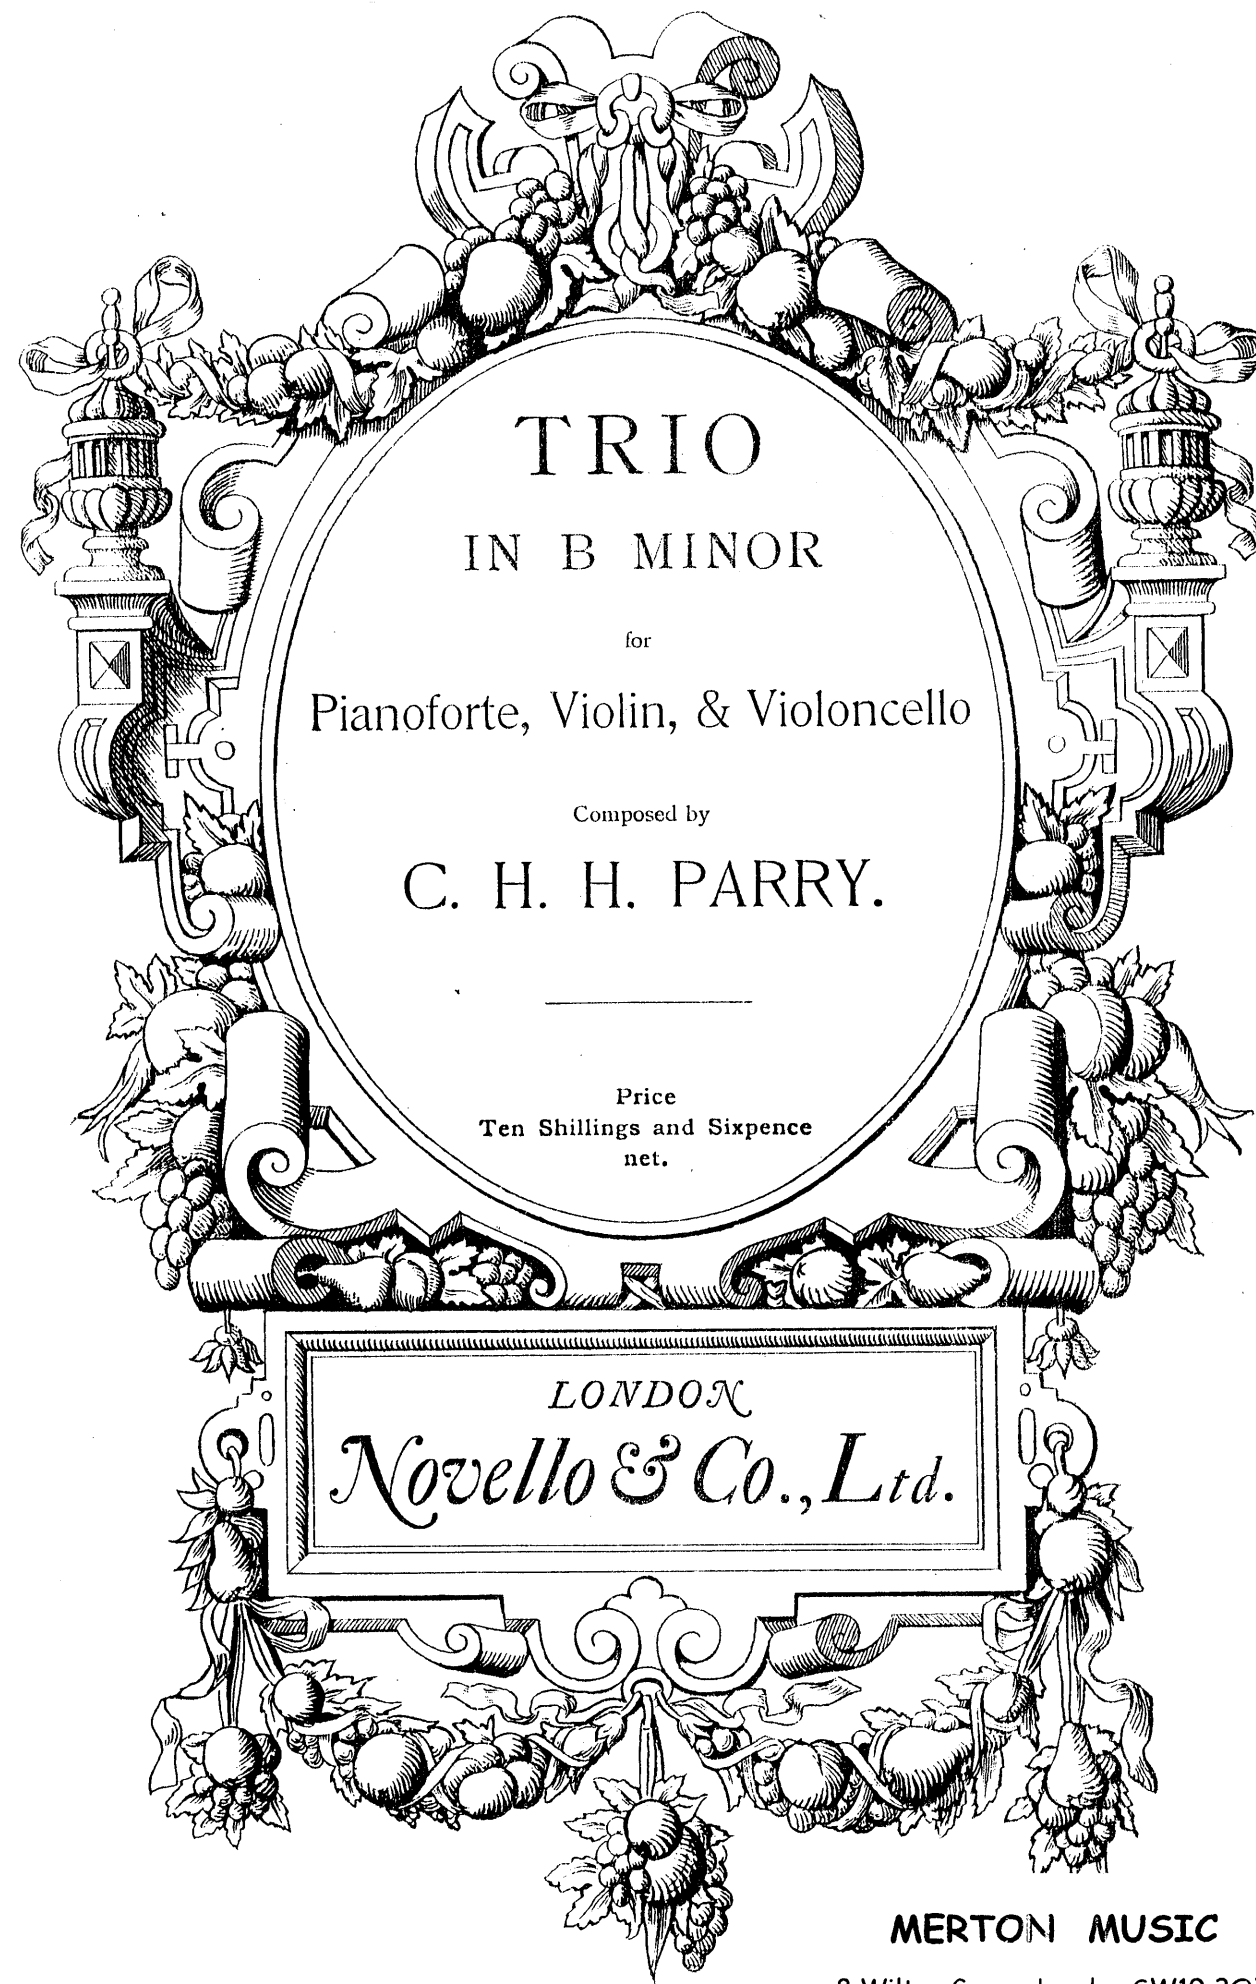 TRIO
IN B MINOR
for
Pianoforte, Violin, & Violoncello
Composed by
C. H. H. PARRY.
Price
Ten Shillings and Sixpence
net.
LONDON
Novello & Co., Ltd.
MERTON MUSIC